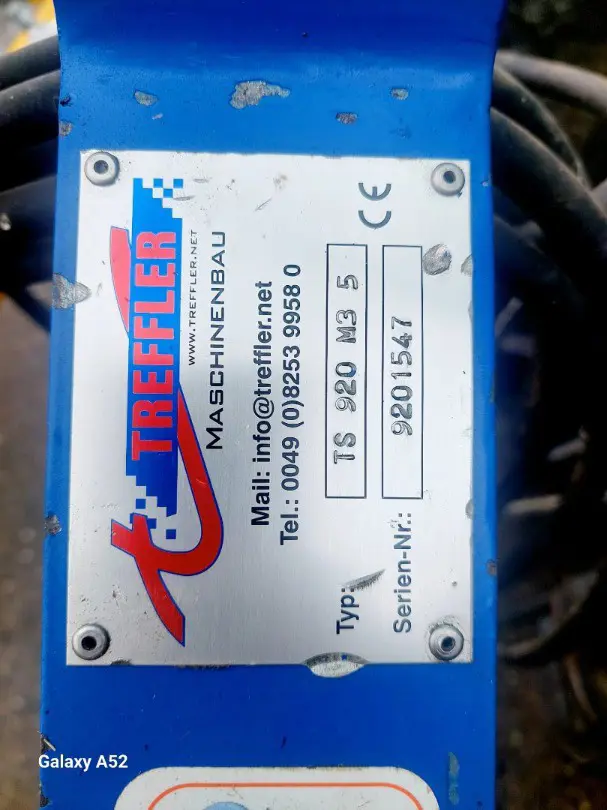 TREFFLER
WWW.TREFFLER.NET
MASCHINENBAU
Mail: info@treffler.net
Tel.: 0049 (0)8253 9958 0
CE
Typ: TS 920 M3 5
Serien-Nr.: 9201547
Galaxy A52